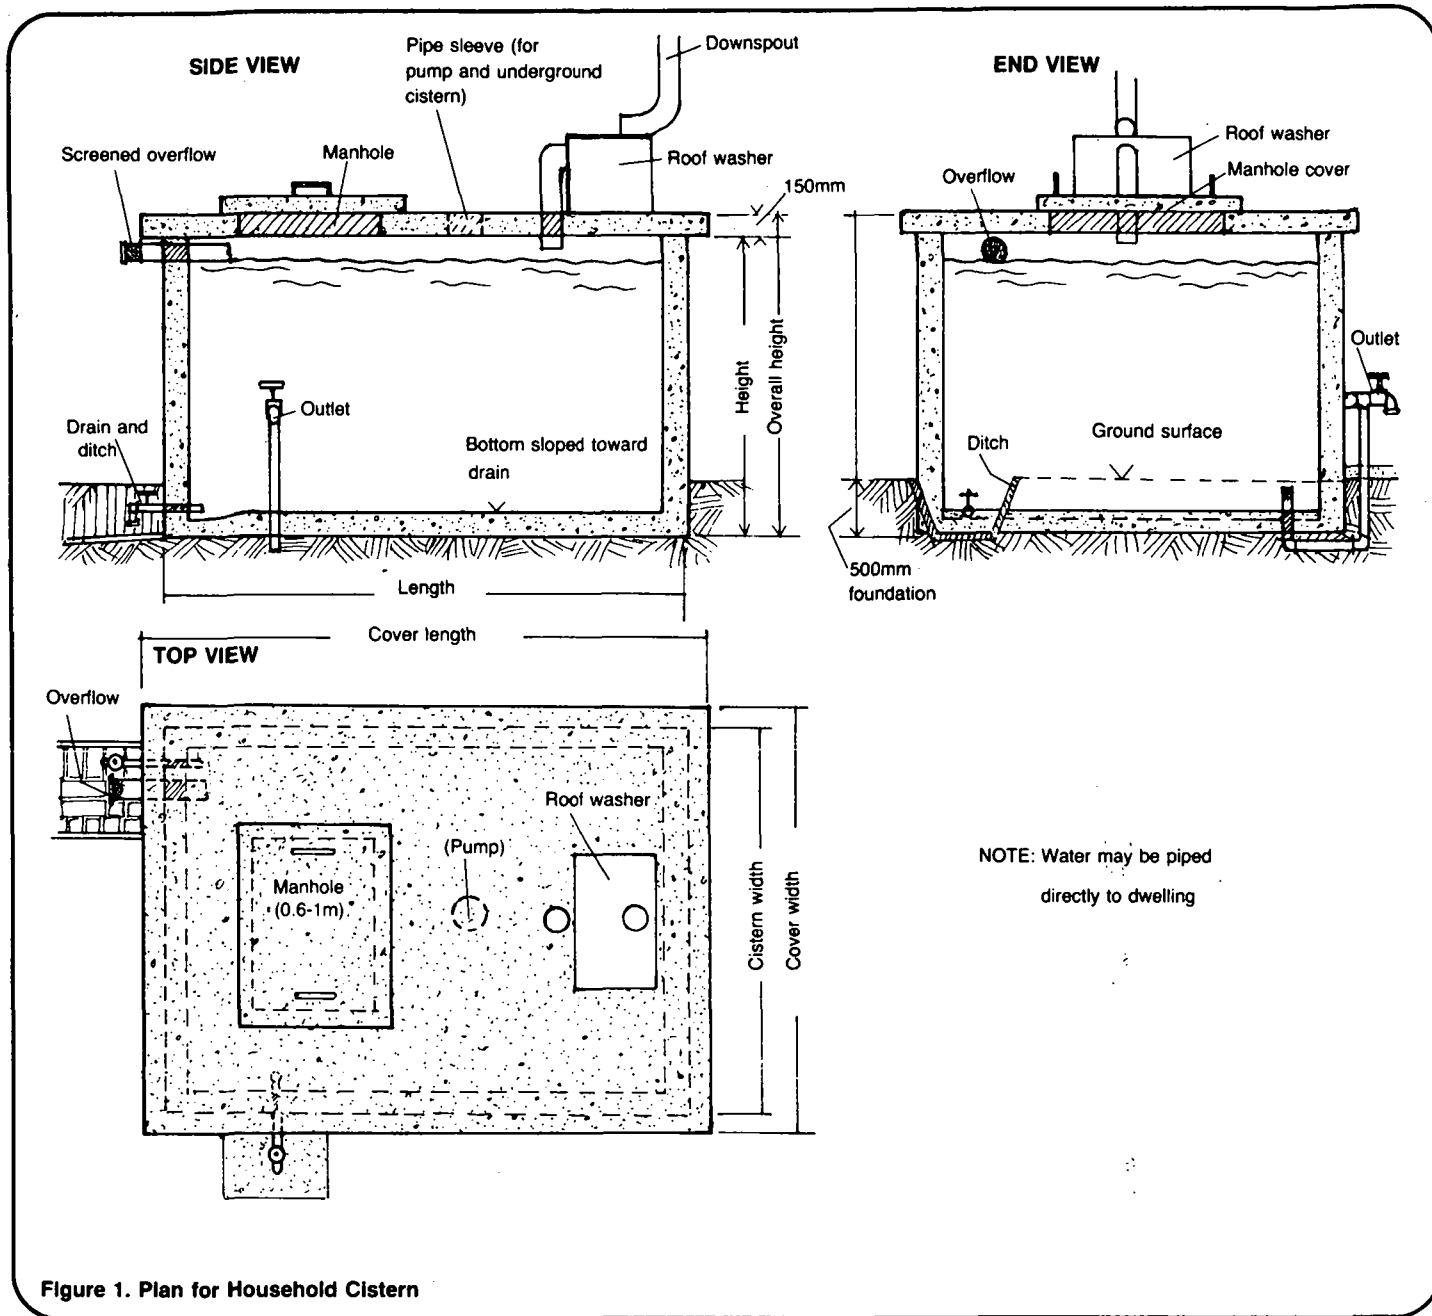 SIDE VIEW
Pipe sleeve (for
pump and underground
cistern)
Downspout
END VIEW
Screened overflow
Manhole
Roof washer
150mm
Overflow
Roof washer
Manhole cover
Height
Overall height
Outlet
Outlet
Drain and
ditch
Bottom sloped toward
drain
Ditch
Ground surface
500mm
foundation
Length
Cover length
TOP VIEW
Overflow
Roof washer
(Pump)
Manhole
(0.6-1m)
Cistern width
Cover width
NOTE: Water may be piped
directly to dwelling
Figure 1. Plan for Household Cistern